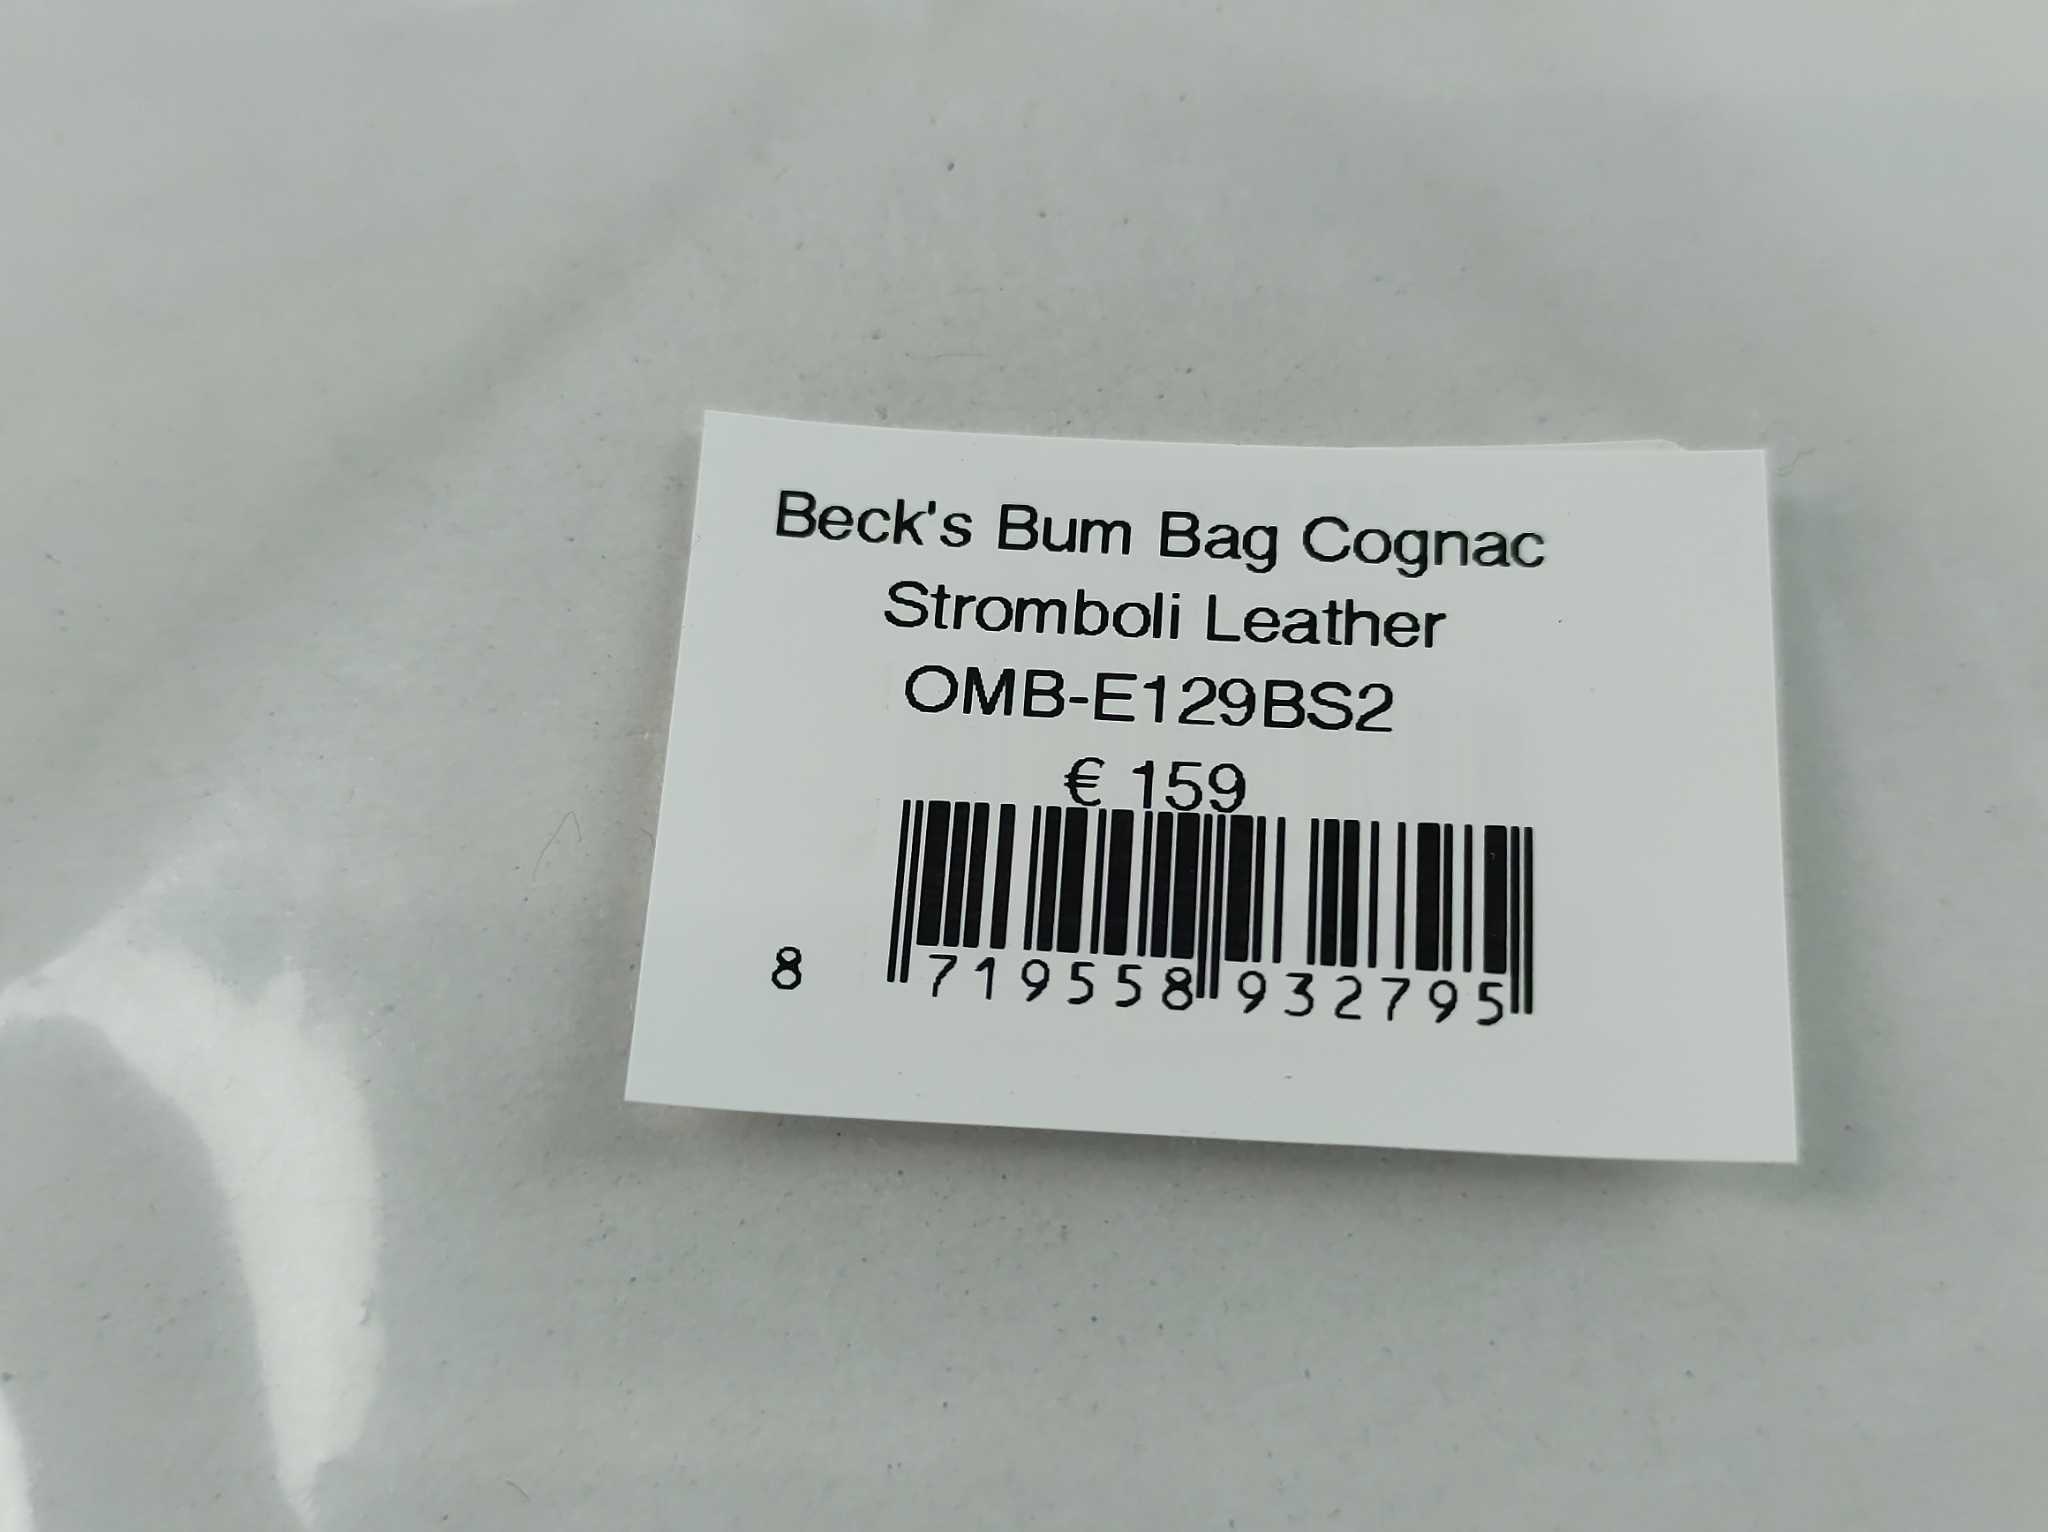 Beck's Bum Bag Cognac
Stromboli Leather
OMB-E129BS2
€ 159
8 719558 932795